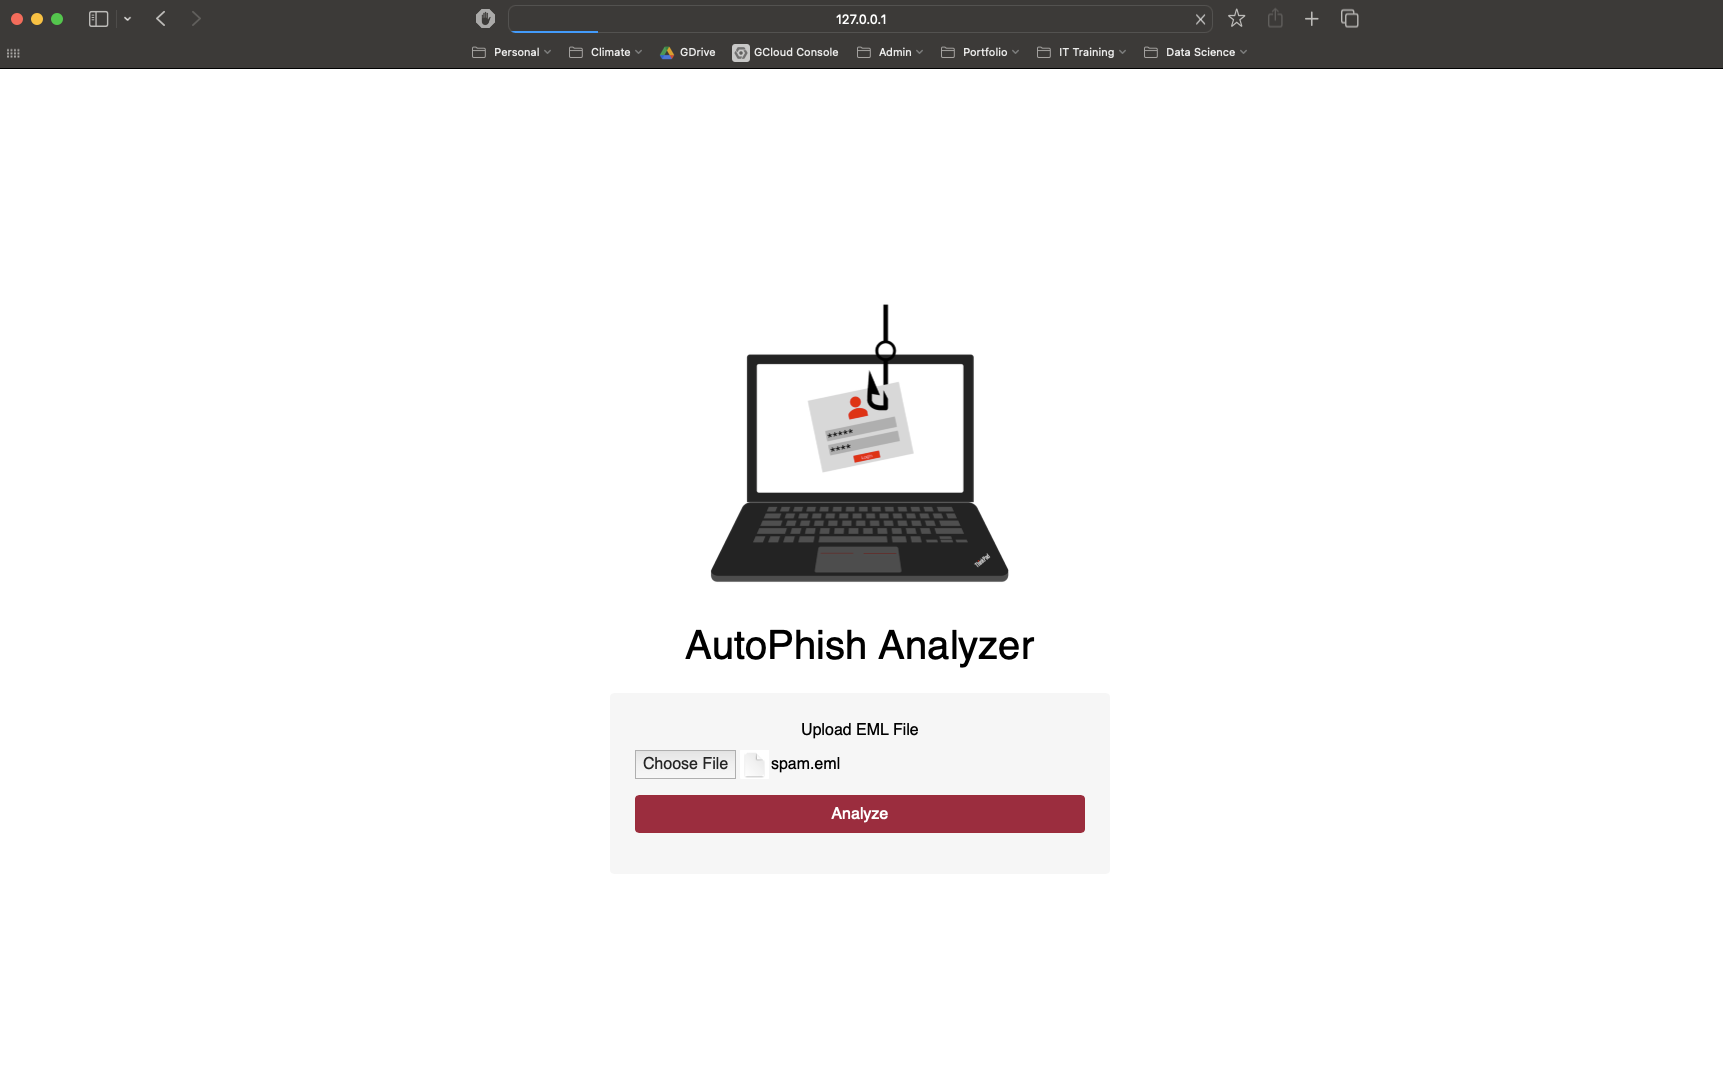 127.0.0.1
Personal Climate GDrive GCloud Console Admin Portfolio IT Training Data Science
*****
****
Login
ThinkPad
AutoPhish Analyzer
Upload EML File
Choose File spam.eml
Analyze